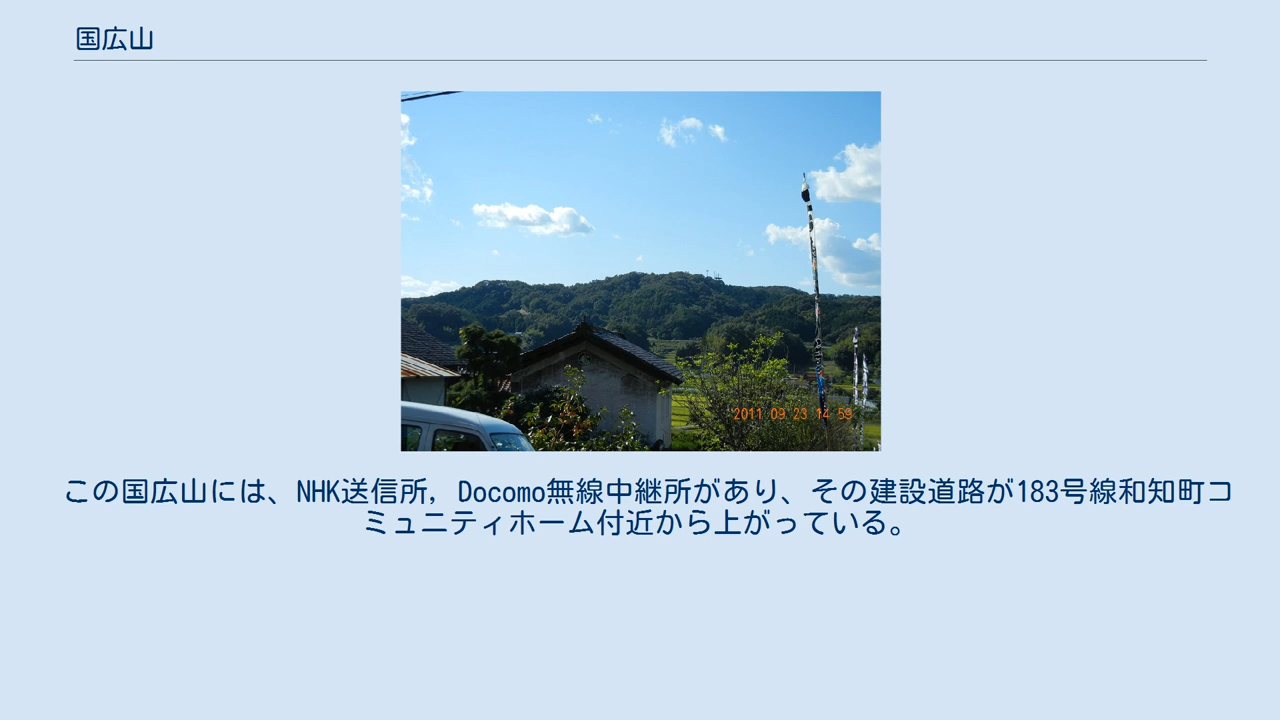 国広山
2011 09 23 14 59
この国広山には、NHK送信所，Docomo無線中継所があり、その建設道路が183号線和知町コ
ミュニティホーム付近から上がっている。